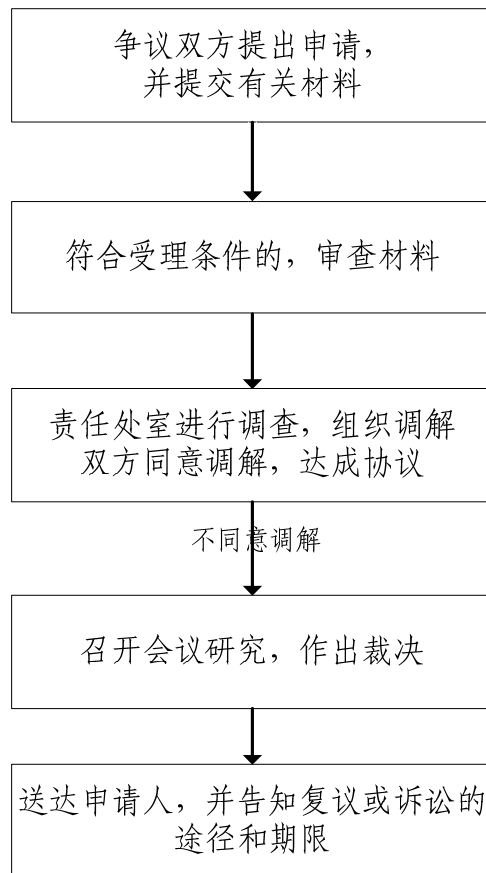 争议双方提出申请，
并提交有关材料
符合受理条件的，审查材料
责任处室进行调查，组织调解
双方同意调解，达成协议
不同意调解
召开会议研究，作出裁决
送达申请人，并告知复议或诉讼的
途径和期限